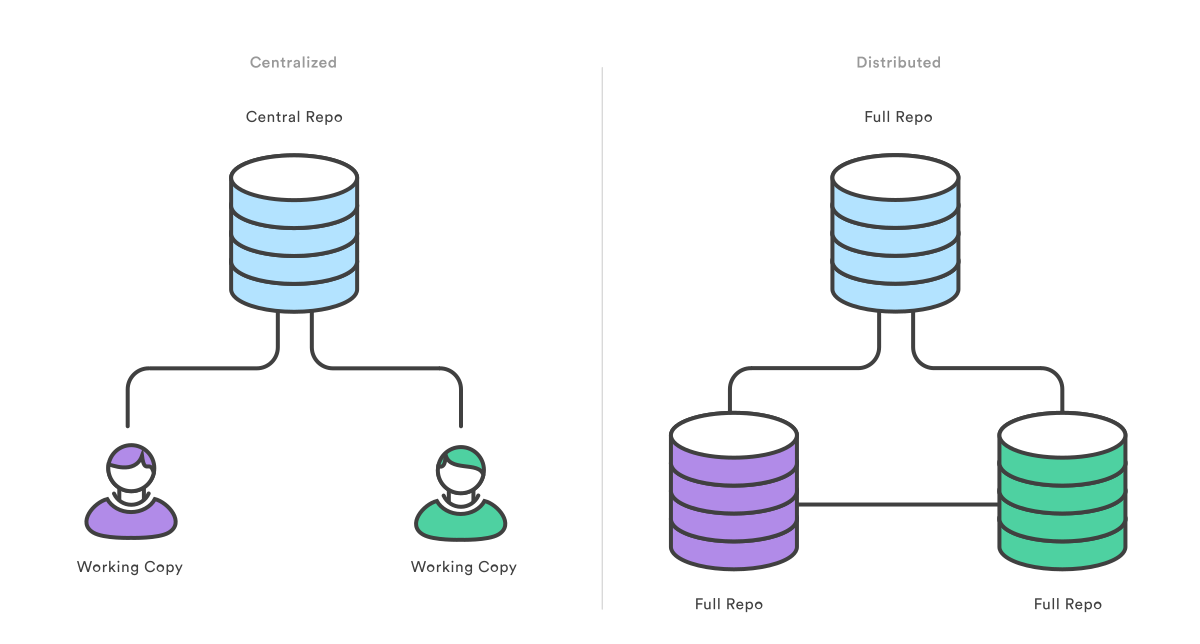 Centralized
Central Repo
Working Copy
Working Copy
Distributed
Full Repo
Full Repo
Full Repo